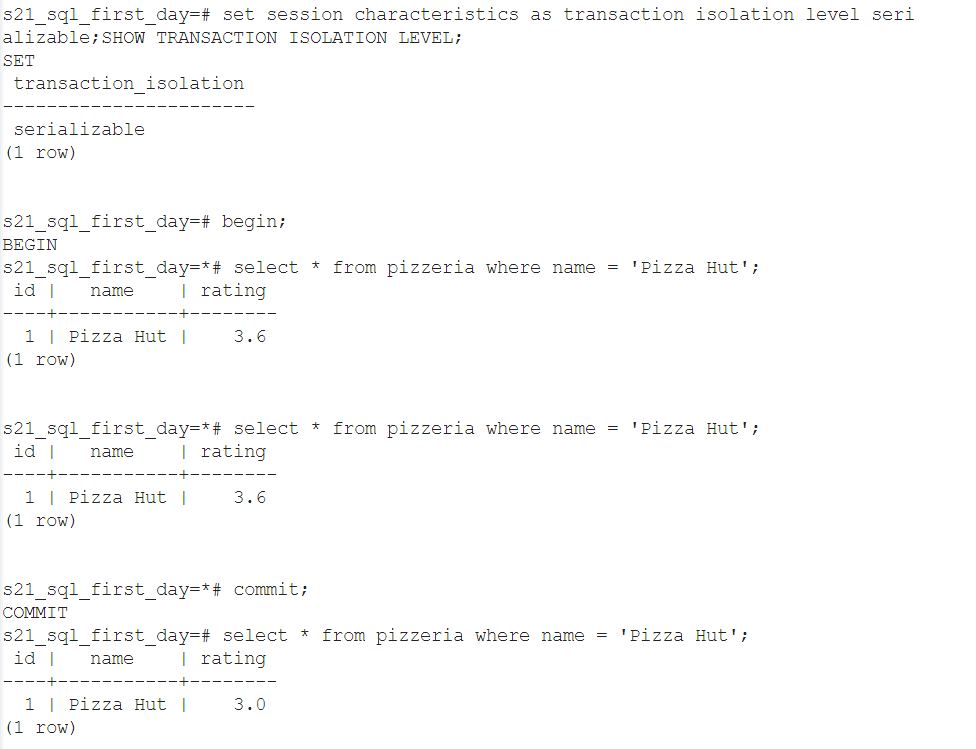 s21_sql_first_day=# set session characteristics as transaction isolation level seri
alizable;SHOW TRANSACTION ISOLATION LEVEL;
SET
 transaction_isolation
-----------------------
 serializable
(1 row)

s21_sql_first_day=# begin;
BEGIN
s21_sql_first_day=*# select * from pizzeria where name = 'Pizza Hut';
 id |   name    | rating
----+-----------+--------
  1 | Pizza Hut |    3.6
(1 row)

s21_sql_first_day=*# select * from pizzeria where name = 'Pizza Hut';
 id |   name    | rating
----+-----------+--------
  1 | Pizza Hut |    3.6
(1 row)

s21_sql_first_day=*# commit;
COMMIT
s21_sql_first_day=# select * from pizzeria where name = 'Pizza Hut';
 id |   name    | rating
----+-----------+--------
  1 | Pizza Hut |    3.0
(1 row)